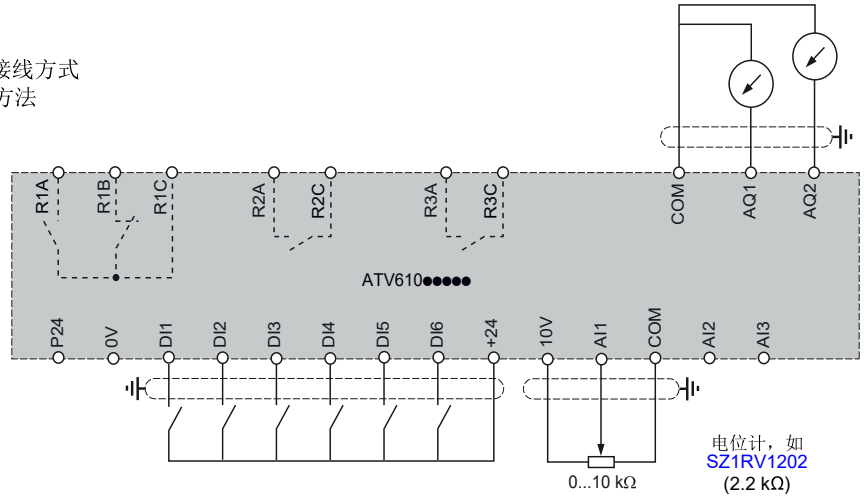 接线方式
方法
R1A R1B R1C R2A R2C R3A R3C COM AQ1 AQ2
ATV610●●●●●
P24 0V DI1 DI2 DI3 DI4 DI5 DI6 +24 10V AI1 COM AI2 AI3
0...10 kΩ
电位计，如
SZ1RV1202
(2.2 kΩ)